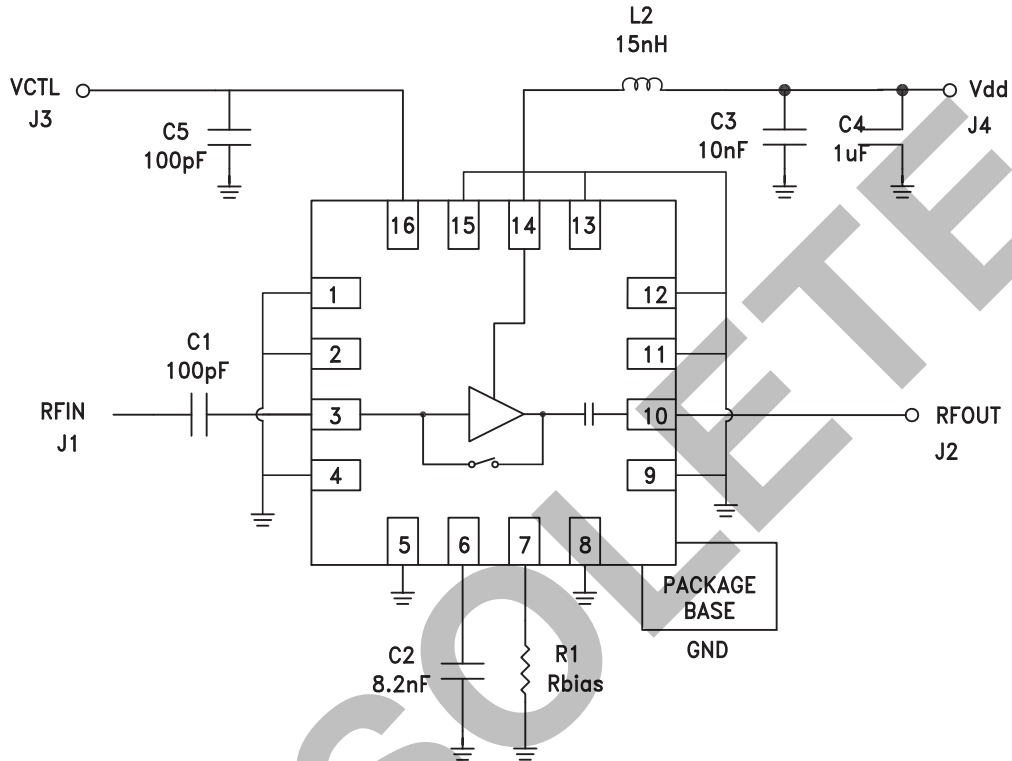 L2
15nH
VCTL
J3
C5
100pF
C3
10nF
C4
1uF
Vdd
J4
16
15
14
13
1
2
3
4
12
11
10
9
C1
100pF
RFIN
J1
RFOUT
J2
5
6
7
8
PACKAGE
BASE
GND
C2
8.2nF
R1
Rbias
SOLETE